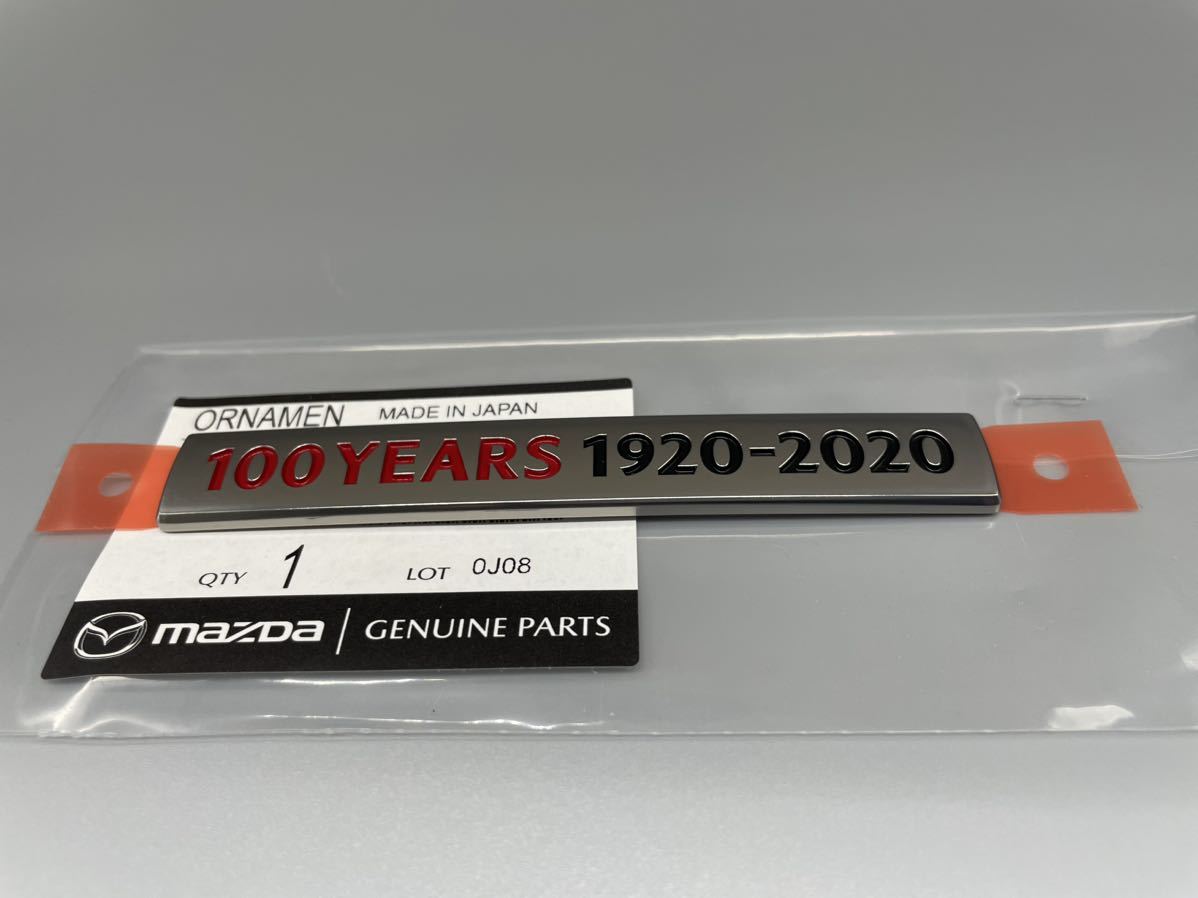 ORNAMEN MADE IN JAPAN
100 YEARS 1920-2020
QTY 1 LOT 0J08
mazda | GENUINE PARTS